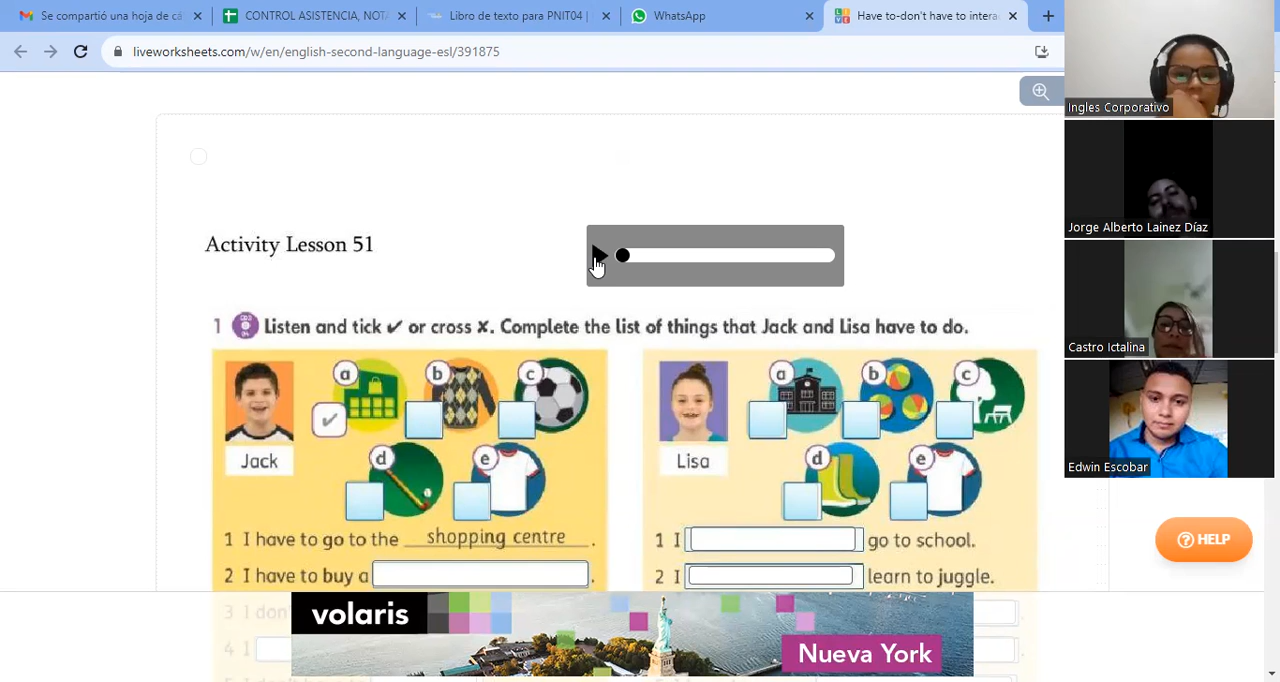 Se compartió una hoja de cá
CONTROL ASISTENCIA, NOTA
Libro de texto para PNIT04 |
WhatsApp
Have to-don't have to intera
liveworksheets.com/w/en/english-second-language-esl/391875
Ingles Corporativo
Jorge Alberto Lainez Díaz
Castro Ictalina
Edwin Escobar
Activity Lesson 51
1 Listen and tick ✔ or cross ✘. Complete the list of things that Jack and Lisa have to do.
a b c
✔
Jack
d e
1 I have to go to the shopping centre.
2 I have to buy a .
3 I don
4 I
a b c
Lisa
d e
1 I go to school.
2 I learn to juggle.
HELP
volaris
Nueva York